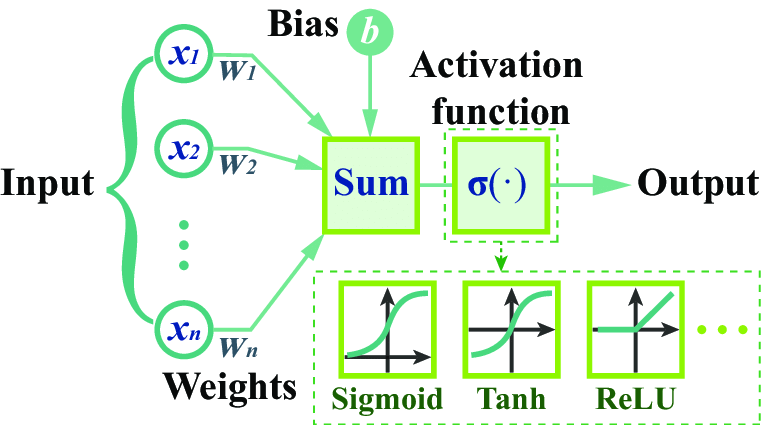 Bias b
x1
W1
Activation
function
x2
W2
Input
Sum
σ(·)
Output
xn
Wn
Weights
Sigmoid
Tanh
ReLU